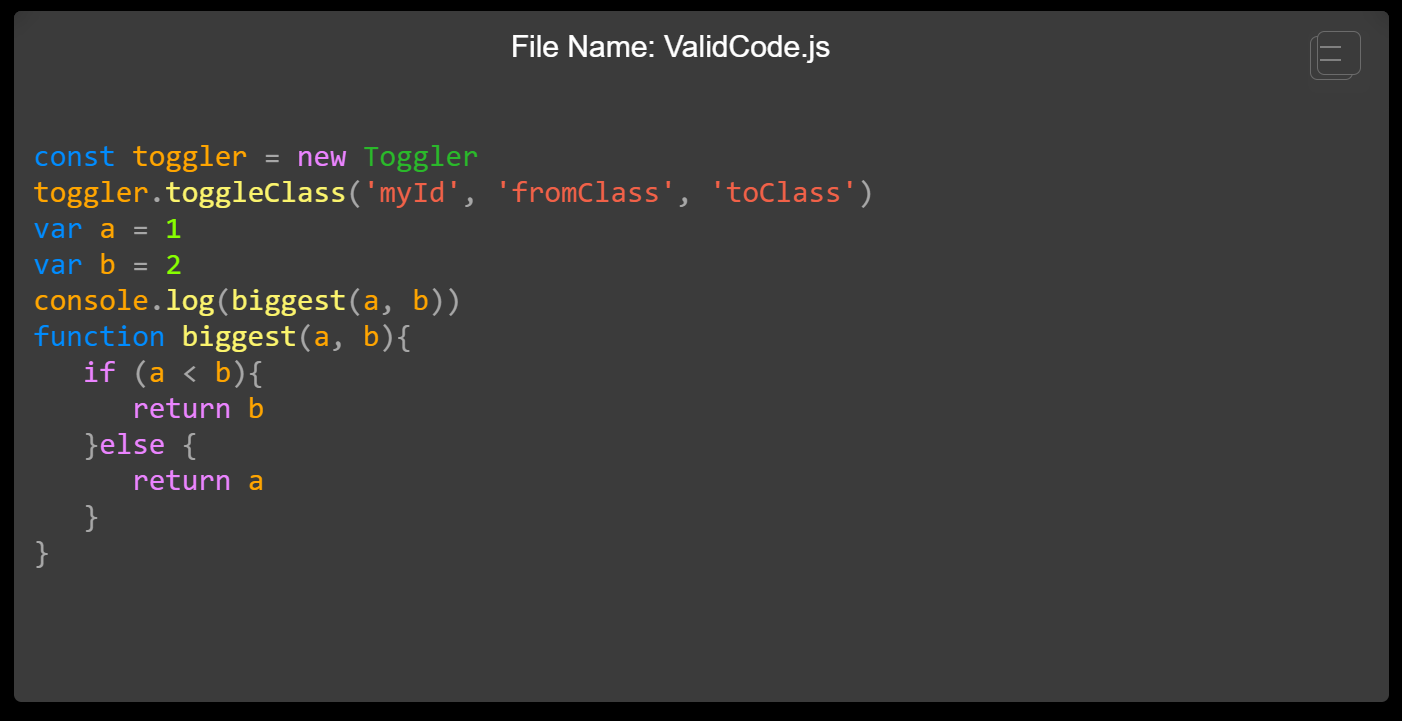 File Name: ValidCode.js
const toggler = new Toggler
toggler.toggleClass('myId', 'fromClass', 'toClass')
var a = 1
var b = 2
console.log(biggest(a, b))
function biggest(a, b){
   if (a < b){
      return b
   }else {
      return a
   }
}